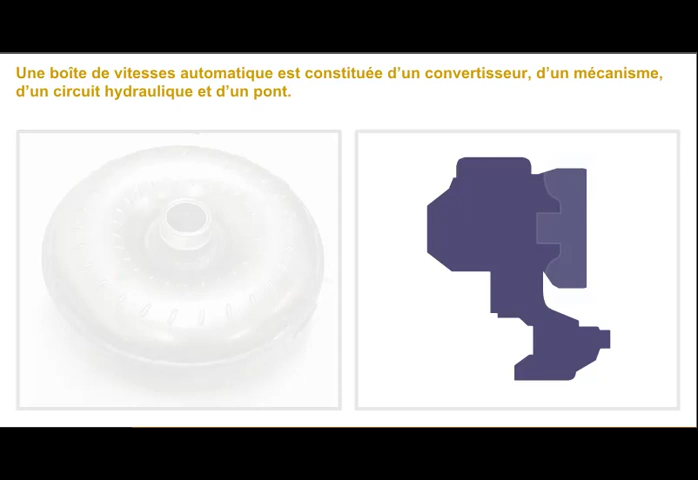 Une boîte de vitesses automatique est constituée d'un convertisseur, d'un mécanisme,
d'un circuit hydraulique et d'un pont.